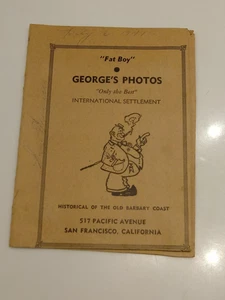 "Fat Boy"
GEORGE'S PHOTOS
"Only the Best"
INTERNATIONAL SETTLEMENT
HISTORICAL OF THE OLD BARBARY COAST
517 PACIFIC AVENUE
SAN FRANCISCO, CALIFORNIA